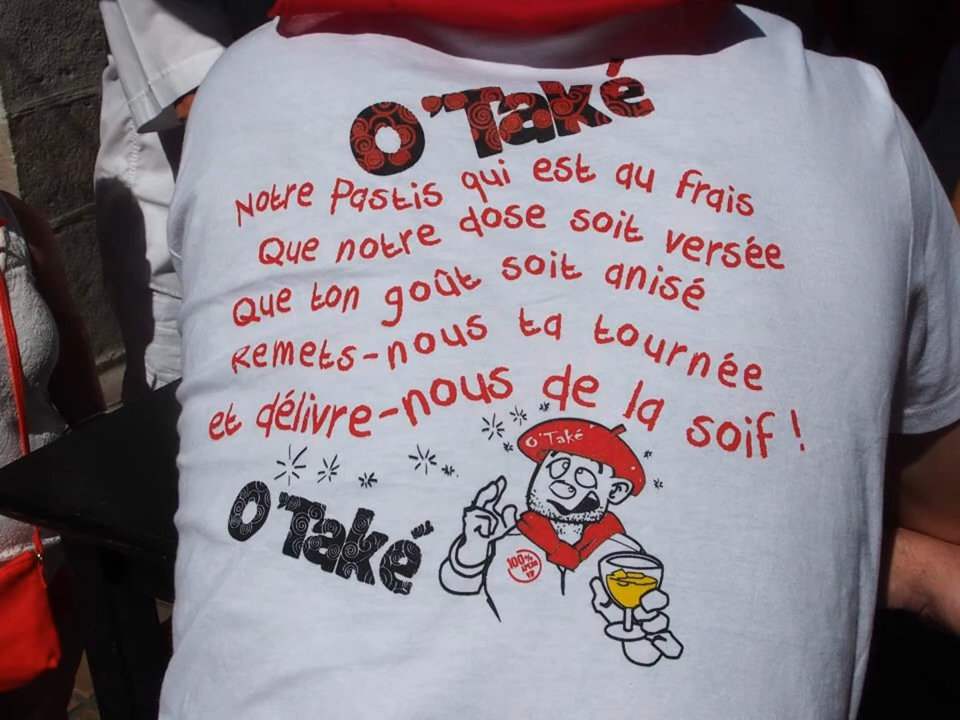 O'Také
Notre Pastis qui est au frais
Que notre dose soit versée
Que ton goût soit anisé
Remets-nous ta tournée
et délivre-nous de la soif !
O'Také
O'Také
100%